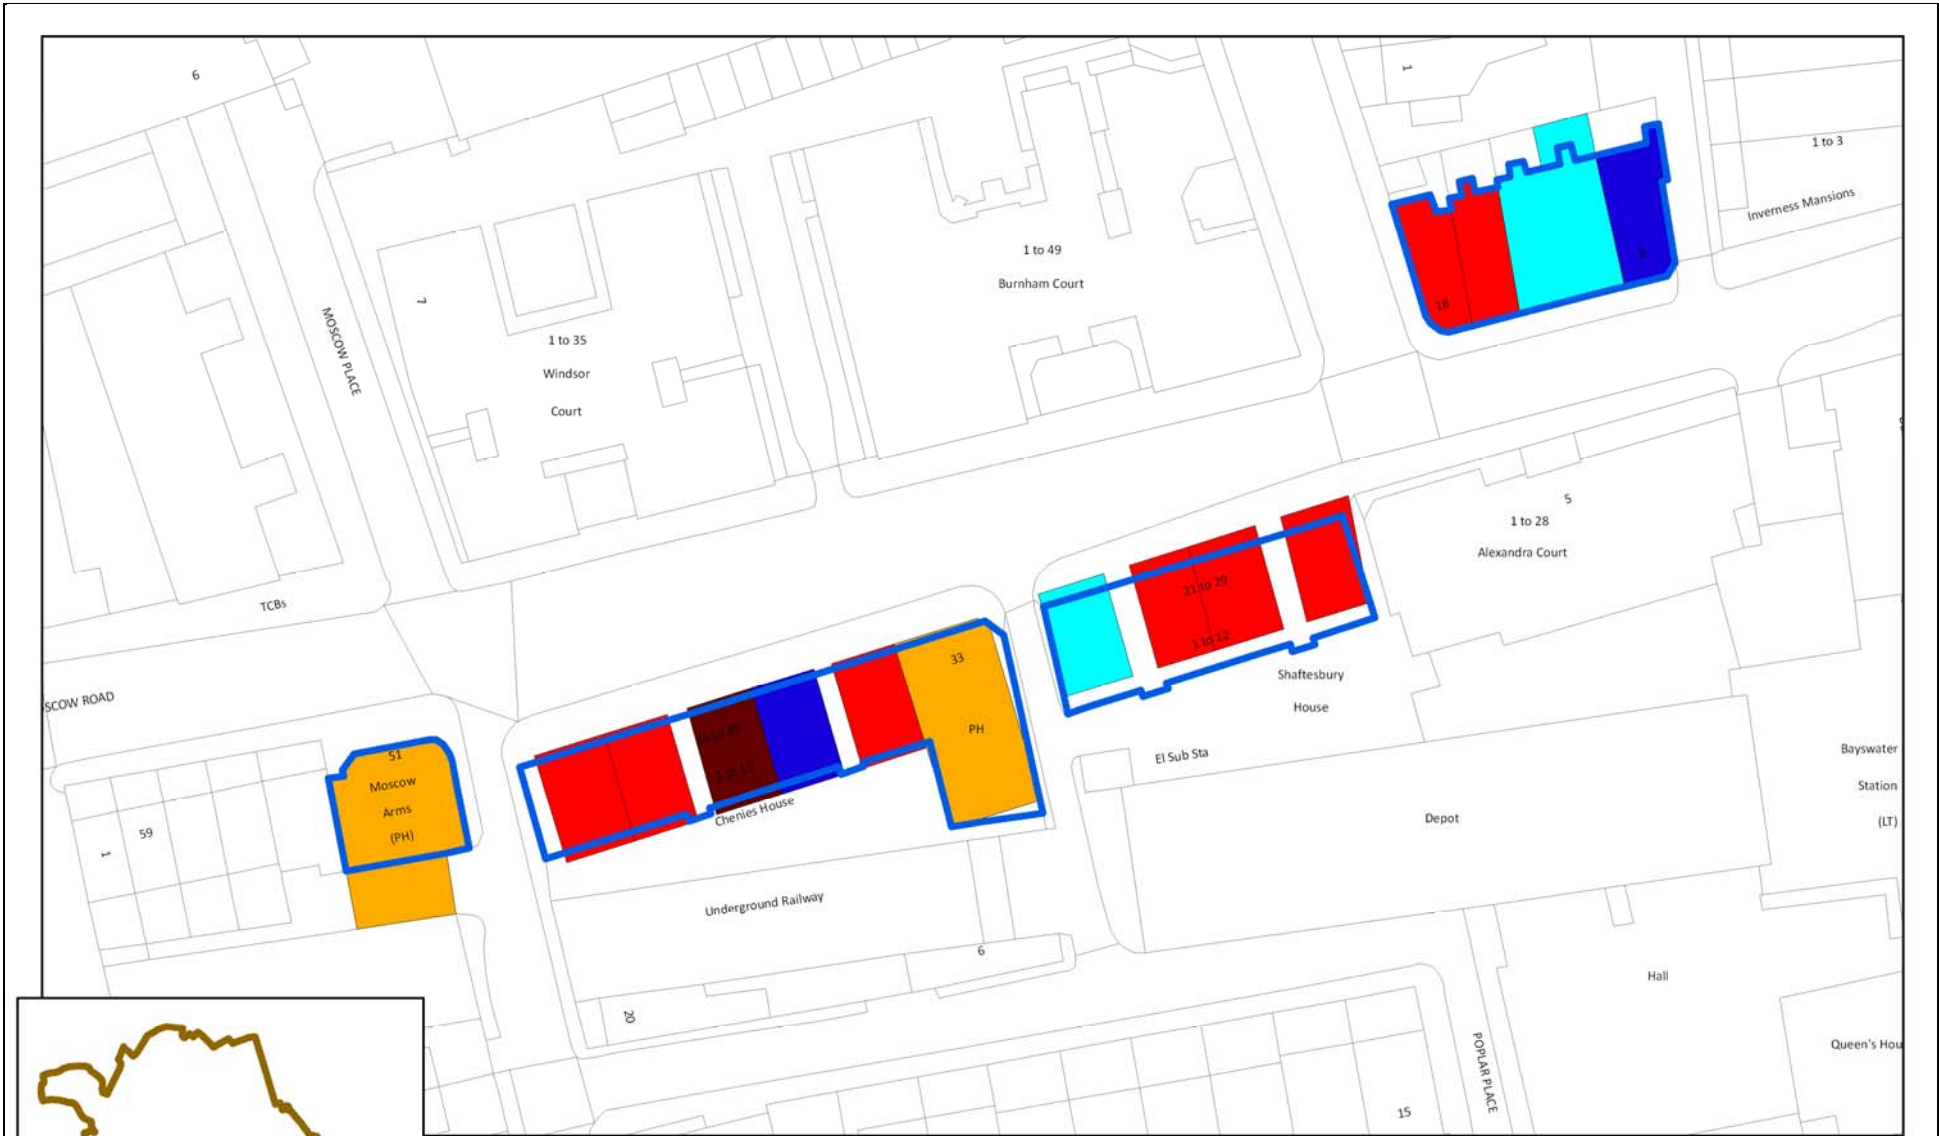 6
1
1 to 3
Inverness Mansions
1 to 49
Burnham Court
7
18
MOSCOW PLACE
1 to 35
Windsor
Court
5
1 to 28
Alexandra Court
21 to 29
1 to 12
TCBs
33
Shaftesbury
House
SCOW ROAD
PH
51
Moscow
Arms
(PH)
El Sub Sta
Bayswater
Station
(LT)
Chenies House
59
1
Depot
Underground Railway
6
Hall
20
POPLAR PLACE
Queen's Hou
15